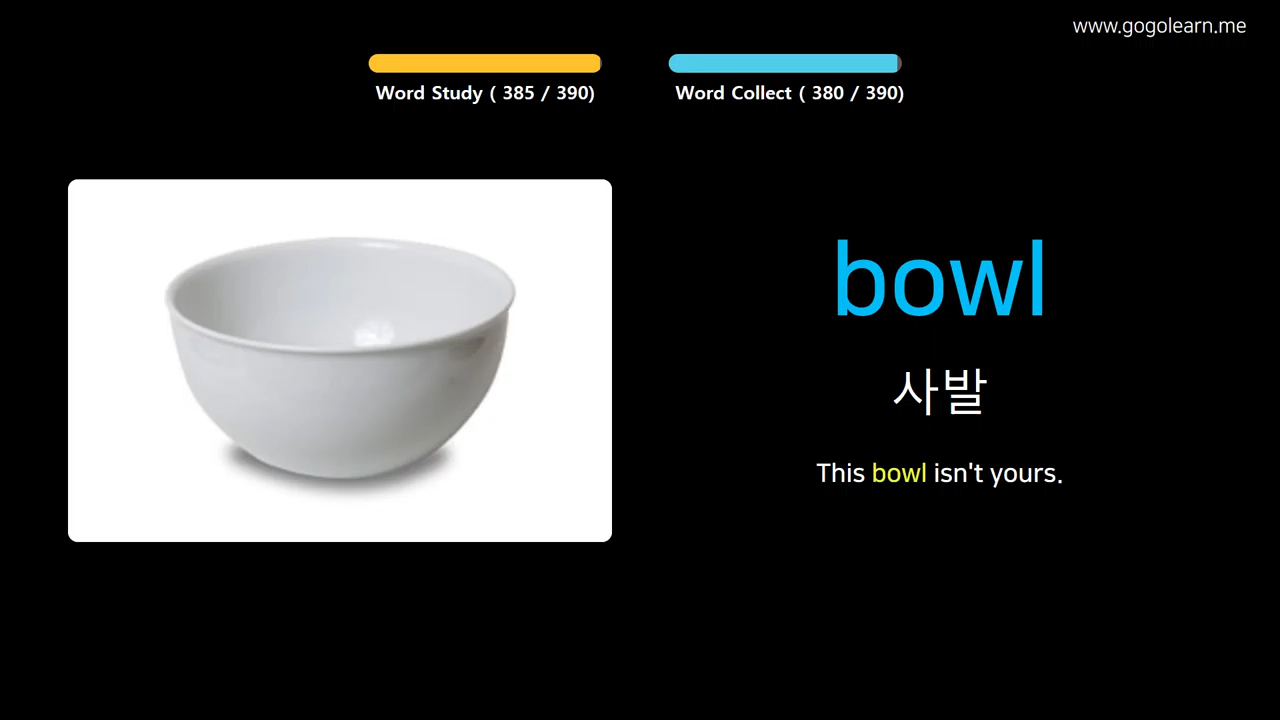 www.gogolearn.me
Word Study ( 385 / 390)
Word Collect ( 380 / 390)
bowl
사발
This bowl isn't yours.